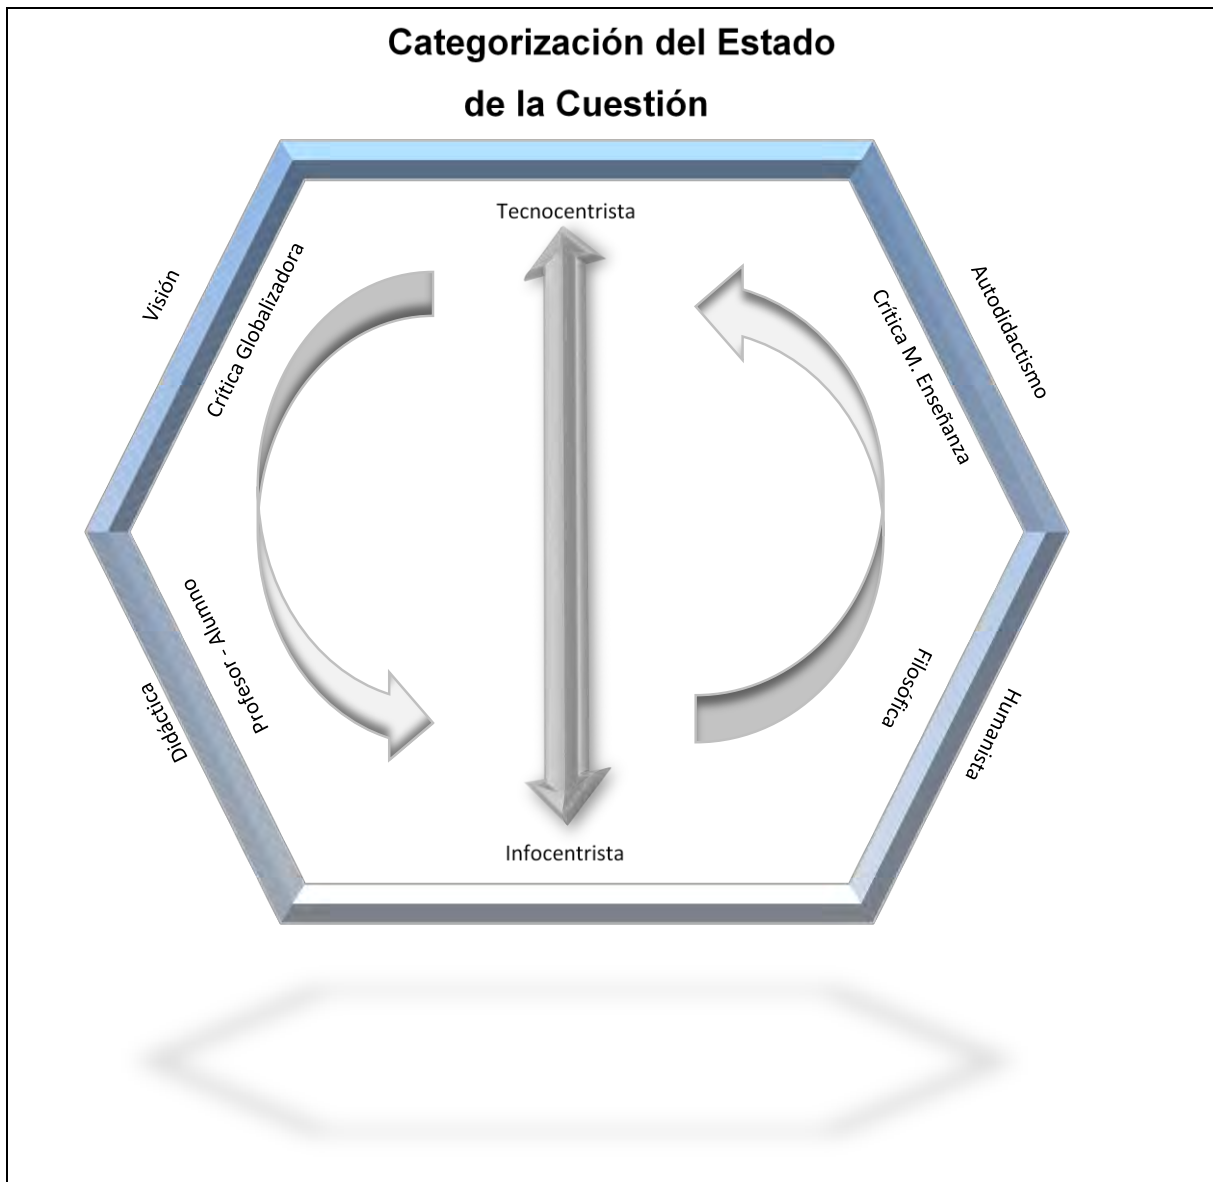 Categorización del Estado
de la Cuestión
Tecnocentrista
Visión
Crítica Globalizadora
Crítica M. Enseñanza
Autodidactismo
Didáctica
Profesor - Alumno
Filosófica
Humanista
Infocentrista